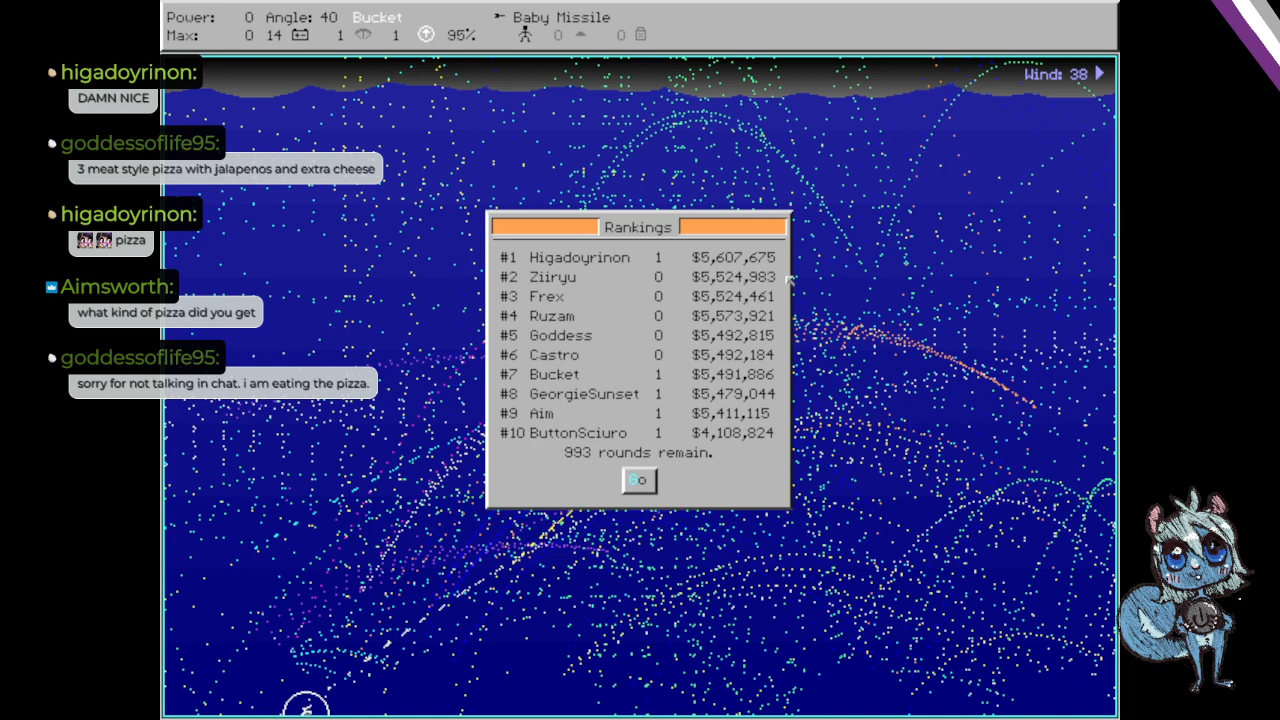 Power: 0 Angle: 40 Bucket Baby Missile
Max: 0 14 1 1 95% 0 0
Wind: 38
higadoyrinon:
DAMN NICE
goddessoflife95:
3 meat style pizza with jalapenos and extra cheese
higadoyrinon:
pizza
Aimsworth:
what kind of pizza did you get
goddessoflife95:
sorry for not talking in chat. i am eating the pizza.
Rankings
#1 Higadoyrinon 1 $5,607,675
#2 Ziiryu 0 $5,524,983
#3 Frex 0 $5,524,461
#4 Ruzam 0 $5,573,921
#5 Goddess 0 $5,492,815
#6 Castro 0 $5,492,184
#7 Bucket 1 $5,491,886
#8 GeorgieSunset 1 $5,479,044
#9 Aim 1 $5,411,115
#10 ButtonSciuro 1 $4,108,824
993 rounds remain.
Go